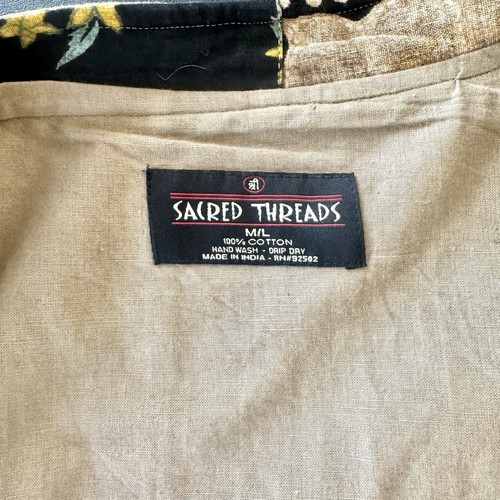 श्री
SACRED THREADS
M/L
100% COTTON
HAND WASH - DRIP DRY
MADE IN INDIA - RN#92502